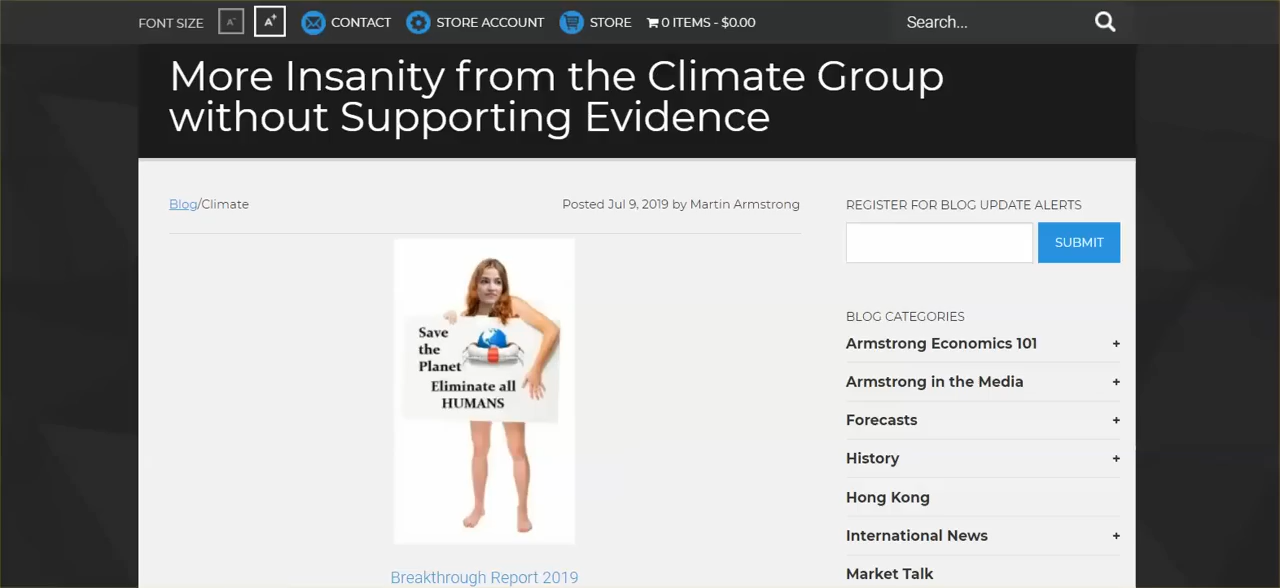 FONT SIZE A- A+ CONTACT STORE ACCOUNT STORE 0 ITEMS - $0.00 Search...
More Insanity from the Climate Group
without Supporting Evidence
Blog/Climate
Posted Jul 9, 2019 by Martin Armstrong
Save
the
Planet
Eliminate all
HUMANS
Breakthrough Report 2019
REGISTER FOR BLOG UPDATE ALERTS
SUBMIT
BLOG CATEGORIES
Armstrong Economics 101 +
Armstrong in the Media +
Forecasts +
History +
Hong Kong
International News +
Market Talk